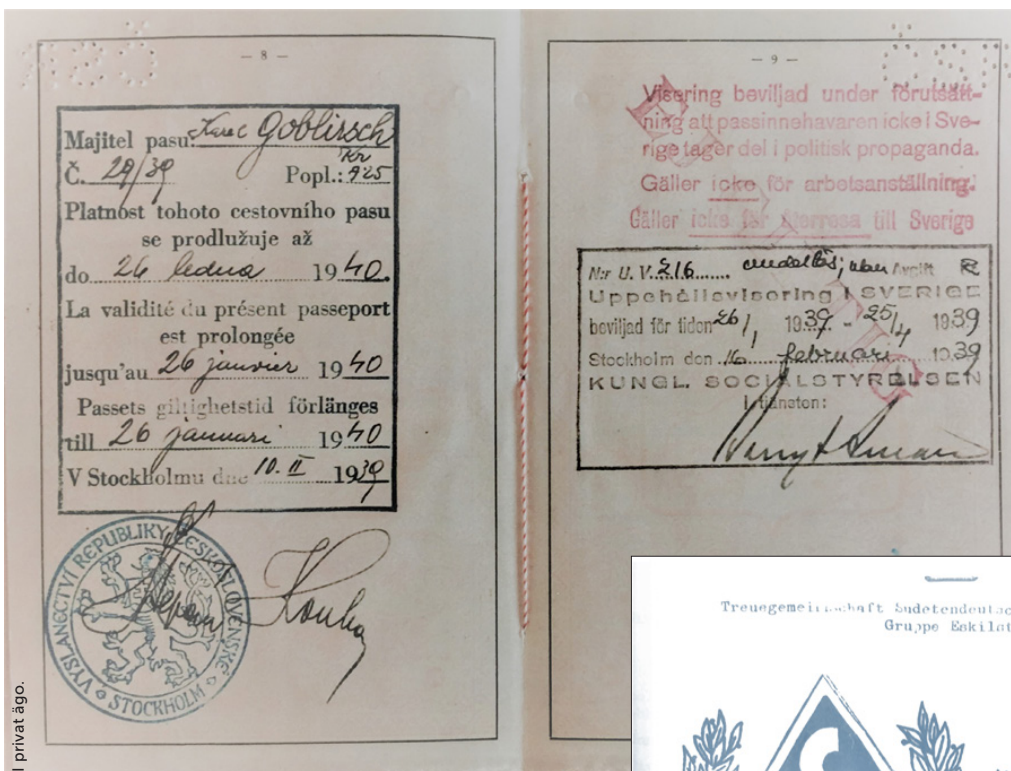 — 8 —
Majitel pasu: Karel Goblirsch
Č. 29/39 Popl.: Kr 9'25
Platnost tohoto cestovního pasu
se prodlužuje až
do 26 ledna 1940.
La validité du présent passeport
est prolongée
jusqu'au 26 janvier 1940
Passets giltighetstid förlänges
till 26 januari 1940
V Stockholmu dne 10. II 1939
VYSLANECTVÍ REPUBLIKY ČESKOSLOVENSKÉ
STOCKHOLM
— 9 —
Visering beviljad under förutsätt-
ning att passinnehavaren icke i Sve-
rige tager del i politisk propaganda.
Gäller icke för arbetsanställning.
Gäller icke för återresa till Sverige
N:r U. V. 216 utan Avgift
Uppehållsvisering i SVERIGE
beviljad för tiden 26/1 1939 - 25/4 1939
Stockholm den 16 februari 1939
KUNGL. SOCIALSTYRELSEN
I tjänsten:
privat ägo.
Treuegemeinschaft Sudetendeutsc
Gruppe Eskilst